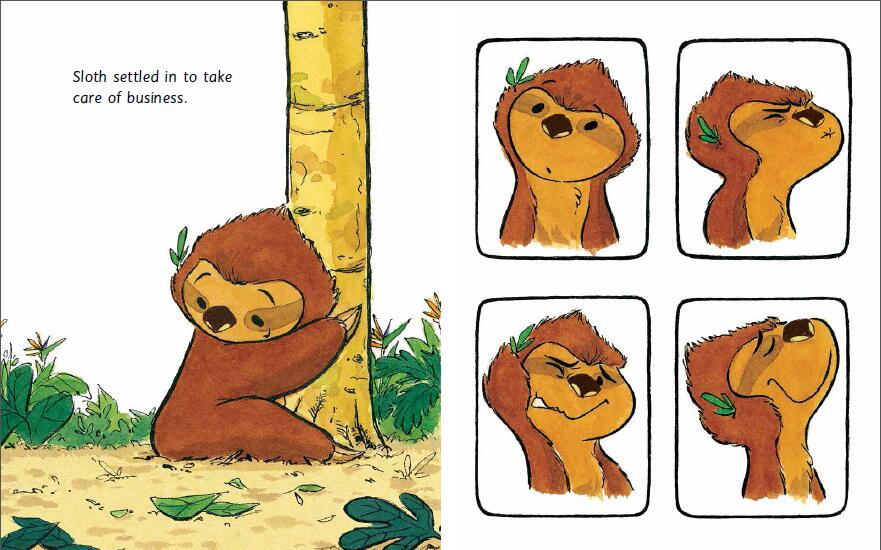 Sloth settled in to take
care of business.